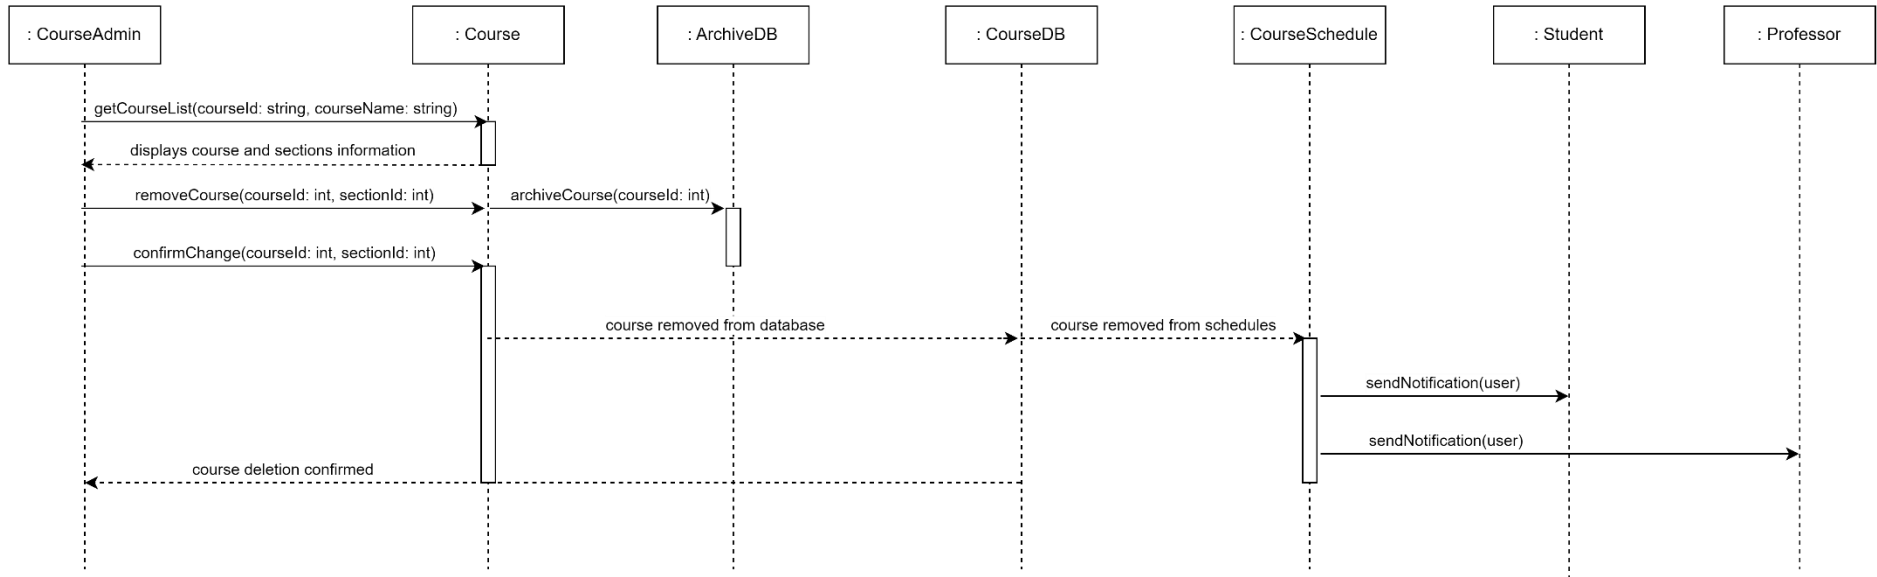 : CourseAdmin
: Course
: ArchiveDB
: CourseDB
: CourseSchedule
: Student
: Professor
getCourseList(courseId: string, courseName: string)
displays course and sections information
removeCourse(courseId: int, sectionId: int)
archiveCourse(courseId: int)
confirmChange(courseId: int, sectionId: int)
course removed from database
course removed from schedules
sendNotification(user)
sendNotification(user)
course deletion confirmed